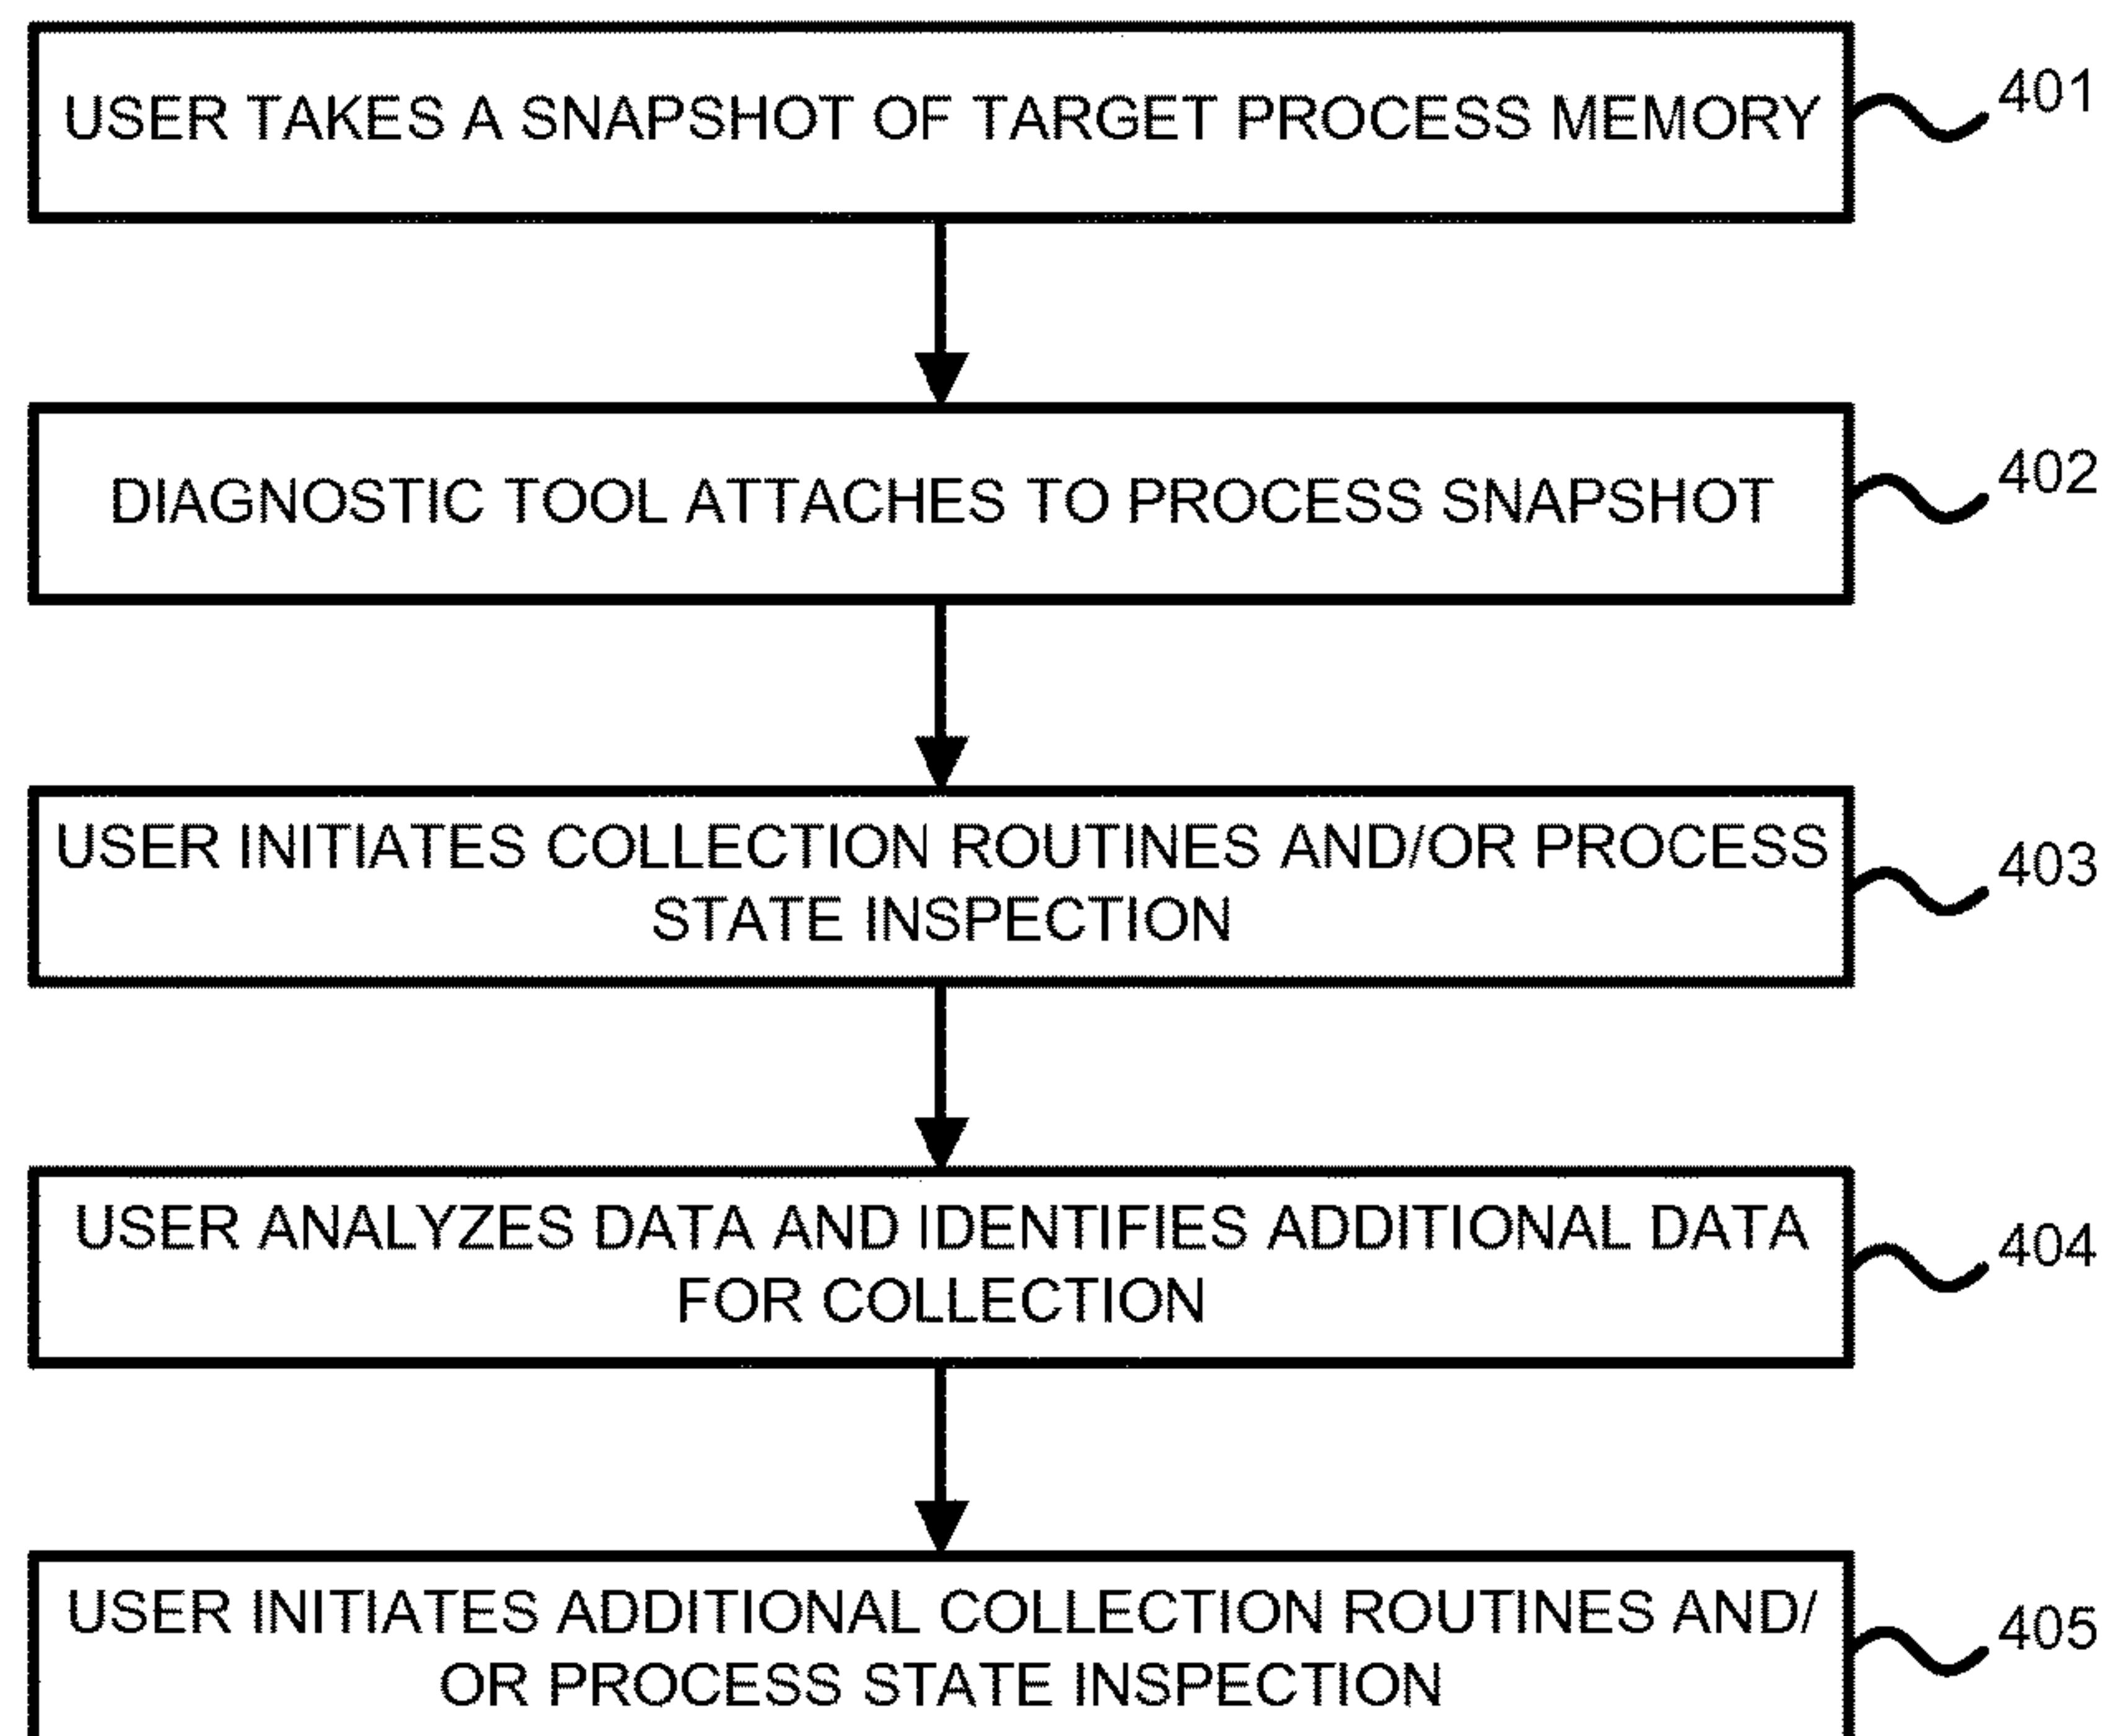 USER TAKES A SNAPSHOT OF TARGET PROCESS MEMORY
401
DIAGNOSTIC TOOL ATTACHES TO PROCESS SNAPSHOT
402
USER INITIATES COLLECTION ROUTINES AND/OR PROCESS
STATE INSPECTION
403
USER ANALYZES DATA AND IDENTIFIES ADDITIONAL DATA
FOR COLLECTION
404
USER INITIATES ADDITIONAL COLLECTION ROUTINES AND/
OR PROCESS STATE INSPECTION
405